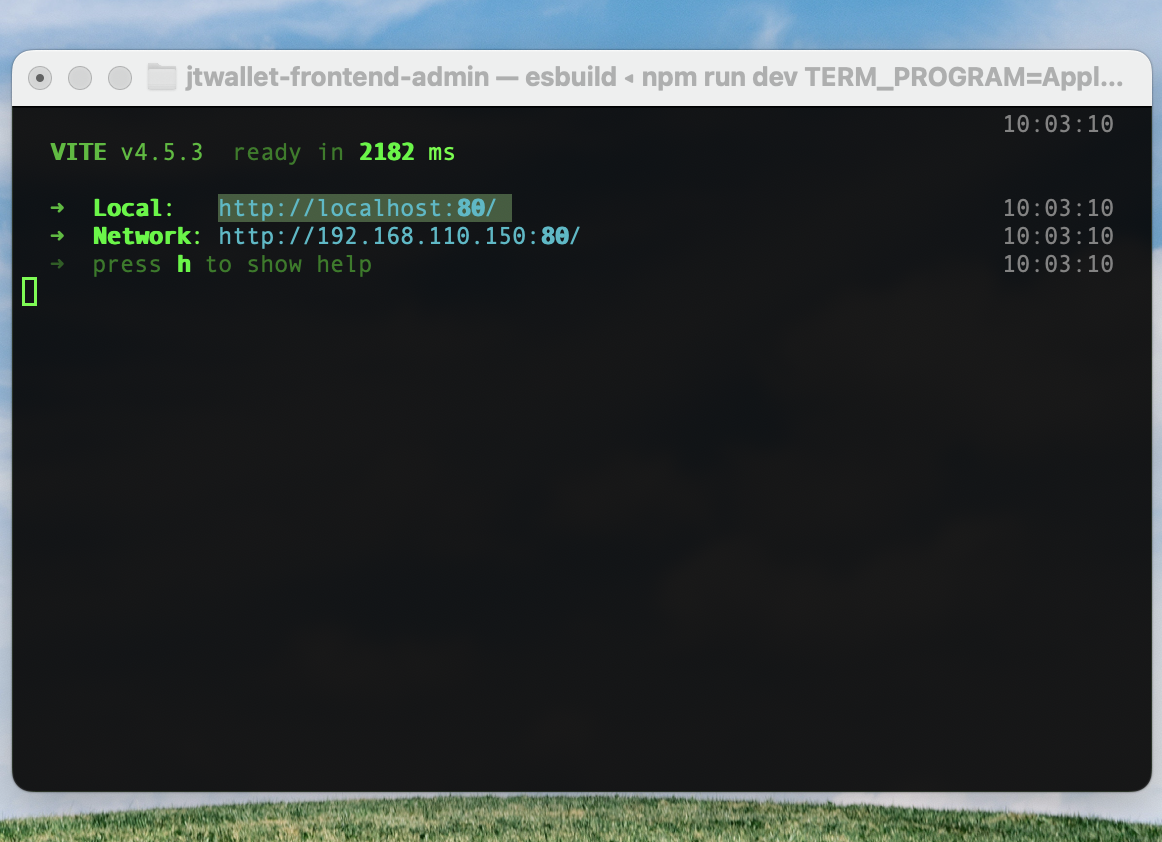 jtwallet-frontend-admin — esbuild ◂ npm run dev TERM_PROGRAM=Appl...
10:03:10
VITE v4.5.3  ready in 2182 ms
➜  Local:   http://localhost:80/ 10:03:10
➜  Network: http://192.168.110.150:80/ 10:03:10
➜  press h to show help 10:03:10